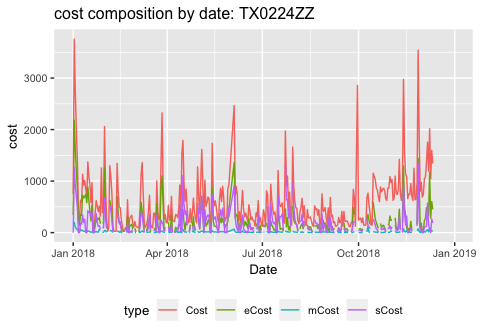 cost composition by date: TX0224ZZ
cost
3000
2000
1000
0
Jan 2018
Apr 2018
Jul 2018
Oct 2018
Jan 2019
Date
type
Cost
eCost
mCost
sCost